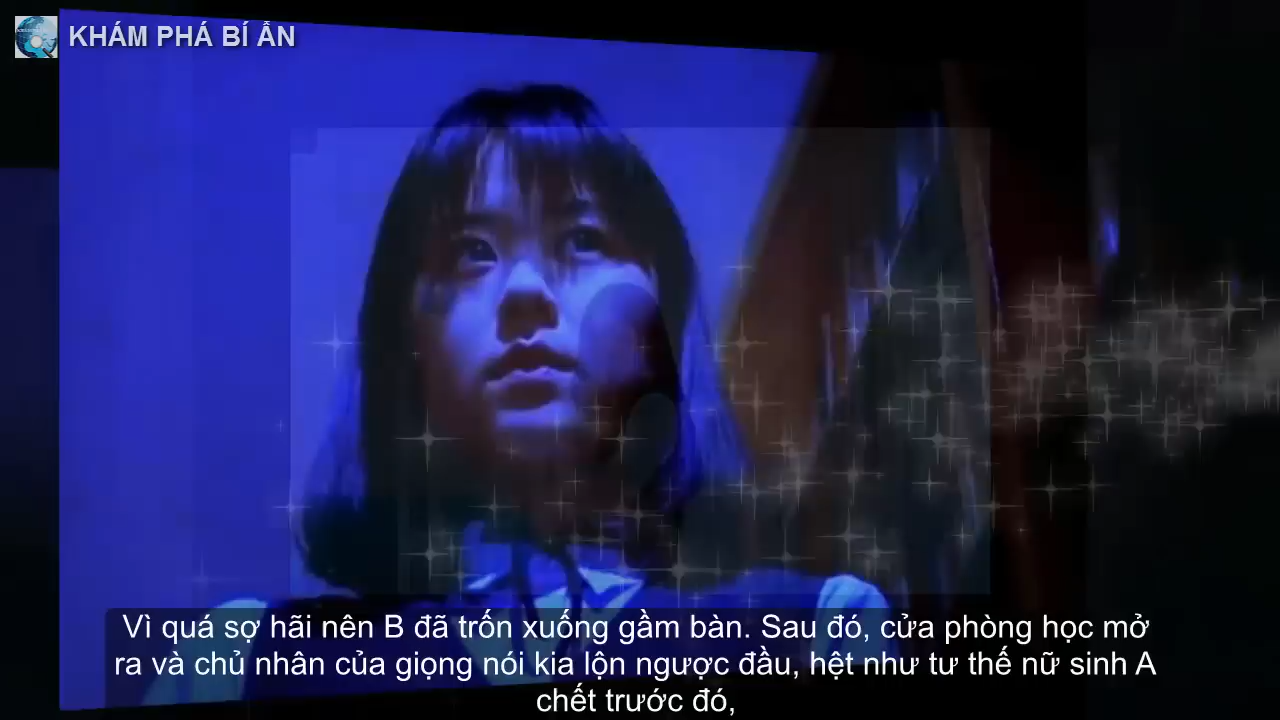 KHÁM PHÁ BÍ ẨN
Vì quá sợ hãi nên B đã trốn xuống gầm bàn. Sau đó, cửa phòng học mở
ra và chủ nhân của giọng nói kia lộn ngược đầu, hệt như tư thế nữ sinh A
chết trước đó,